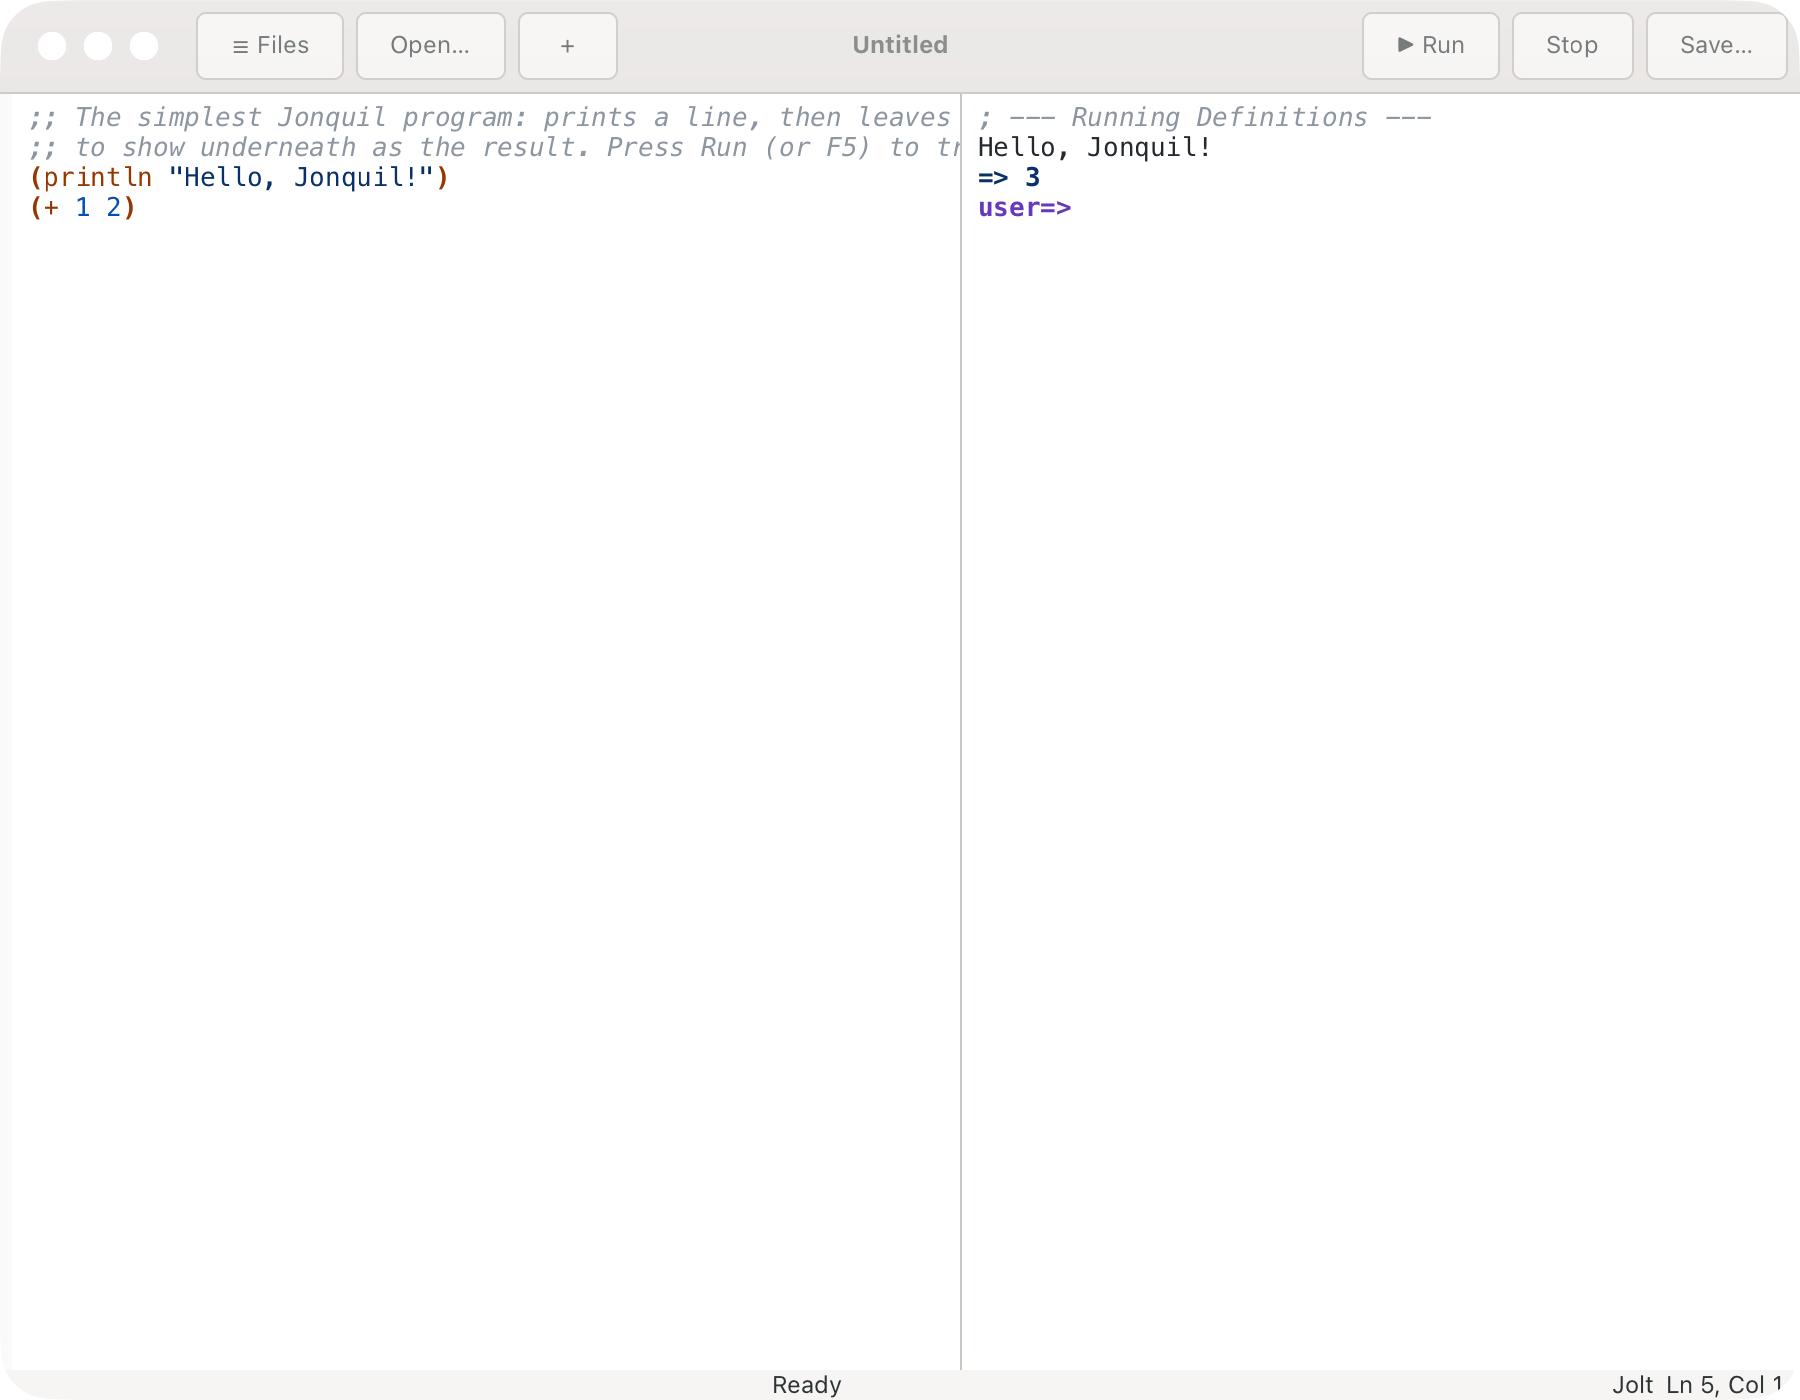 ≡ Files
Open...
+
Untitled
▶ Run
Stop
Save...
;; The simplest Jonquil program: prints a line, then leaves
;; to show underneath as the result. Press Run (or F5) to
(println "Hello, Jonquil!")
(+ 1 2)
; --- Running Definitions ---
Hello, Jonquil!
=> 3
user=>
Ready
Jolt Ln 5, Col 1